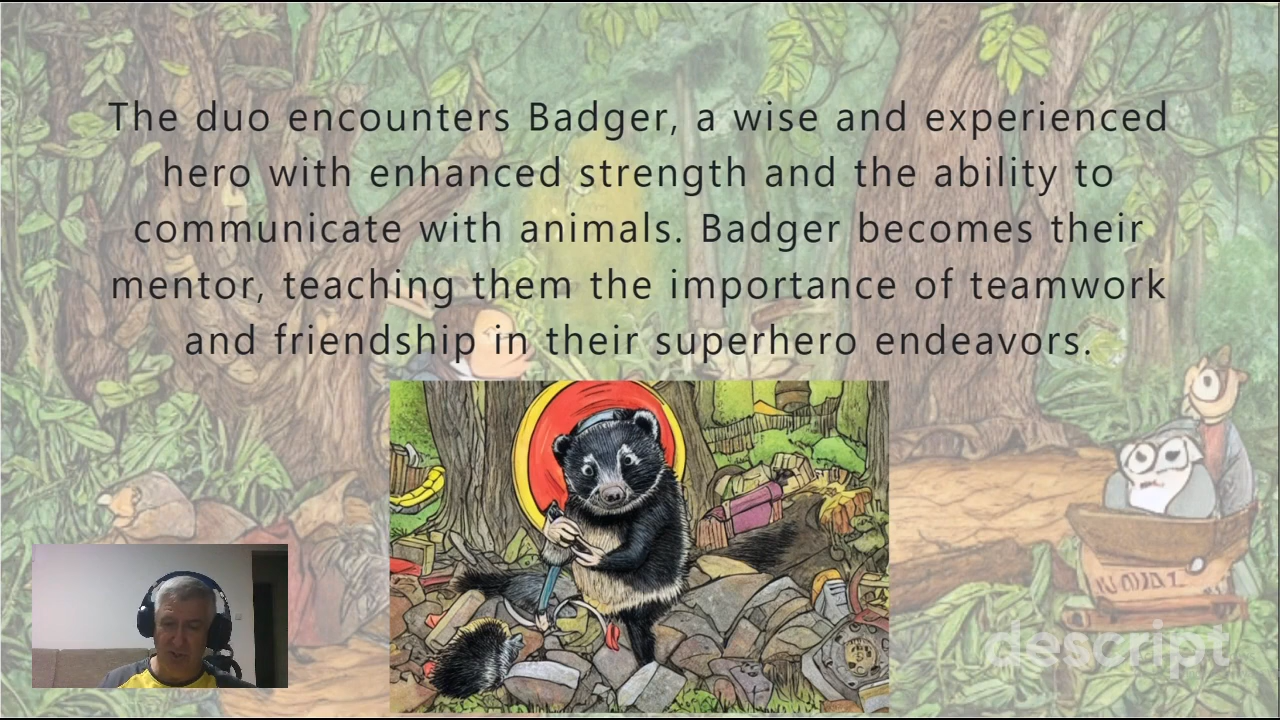 The duo encounters Badger, a wise and experienced
hero with enhanced strength and the ability to
communicate with animals. Badger becomes their
mentor, teaching them the importance of teamwork
and friendship in their superhero endeavors.
descript